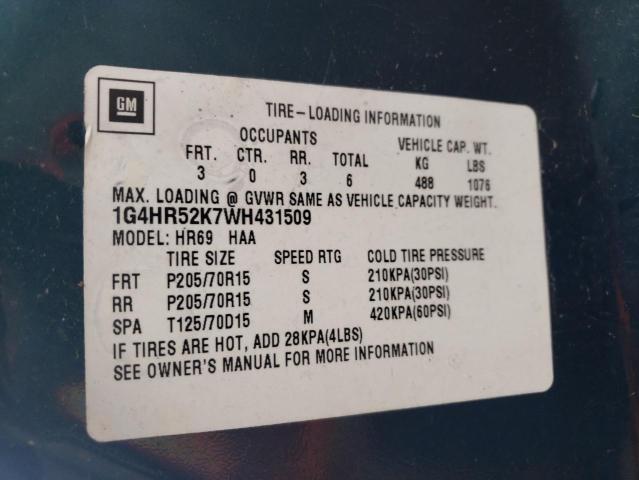 GM
TIRE-LOADING INFORMATION
OCCUPANTS VEHICLE CAP. WT.
FRT. CTR. RR. TOTAL KG LBS
3 0 3 6 488 1076
MAX. LOADING @ GVWR SAME AS VEHICLE CAPACITY WEIGHT.
1G4HR52K7WH431509
MODEL: HR69 HAA
TIRE SIZE SPEED RTG COLD TIRE PRESSURE
FRT P205/70R15 S 210KPA(30PSI)
RR P205/70R15 S 210KPA(30PSI)
SPA T125/70D15 M 420KPA(60PSI)
IF TIRES ARE HOT, ADD 28KPA(4LBS)
SEE OWNER'S MANUAL FOR MORE INFORMATION